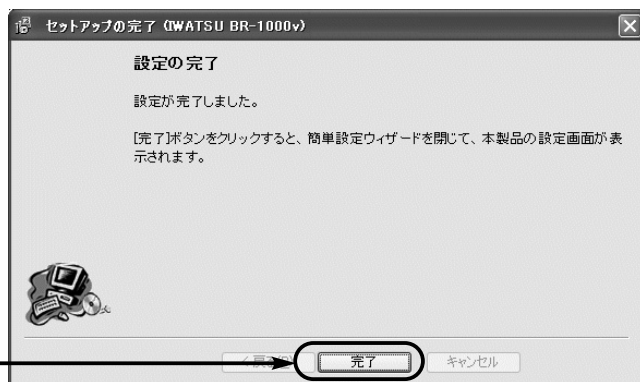 セットアップの完了 (IWATSU BR-1000v)
設定の完了
設定が完了しました。
[完了]ボタンをクリックすると、簡単設定ウィザードを閉じて、本製品の設定画面が表
示されます。
完了
キャンセル